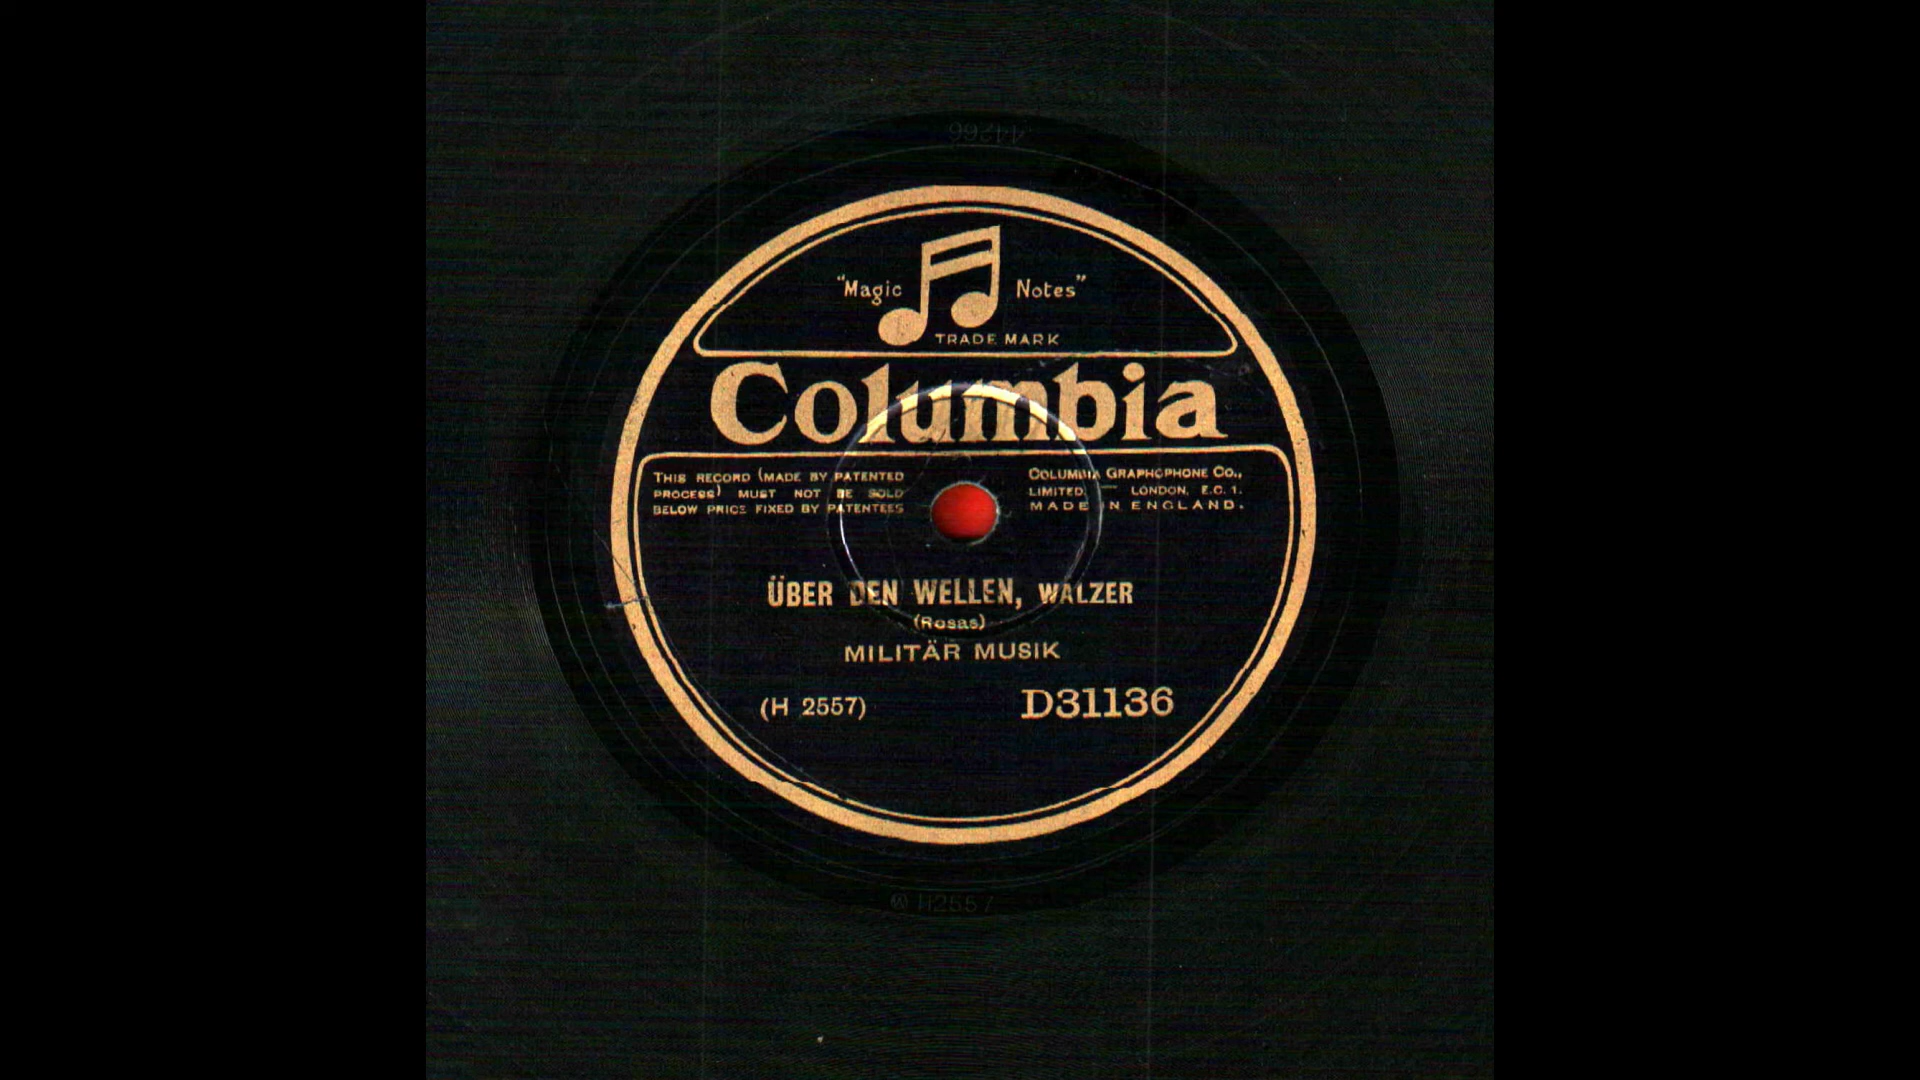 44266
"Magic Notes"
TRADE MARK
Columbia
THIS RECORD (MADE BY PATENTED
PROCESS) MUST NOT BE SOLD
BELOW PRICE FIXED BY PATENTEES
COLUMBIA GRAPHOPHONE CO.,
LIMITED. — LONDON, E.C.1.
MADE IN ENGLAND.
ÜBER DEN WELLEN, WALZER
(Rosas)
MILITÄR MUSIK
(H 2557) D31136
Ⓦ H2557